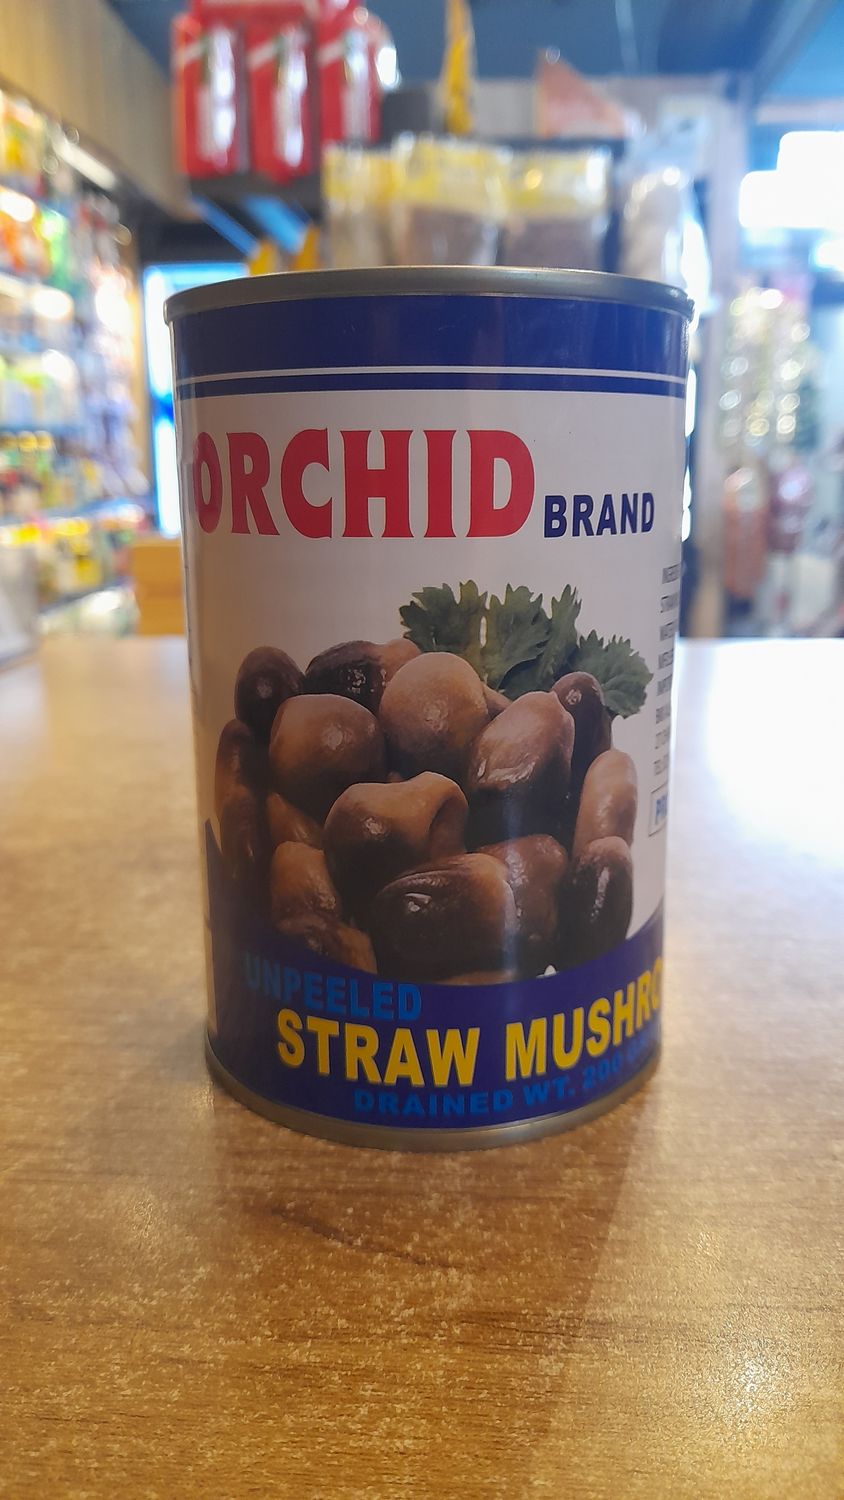 ORCHID BRAND
UNPEELED
STRAW MUSHRO
DRAINED WT. 200